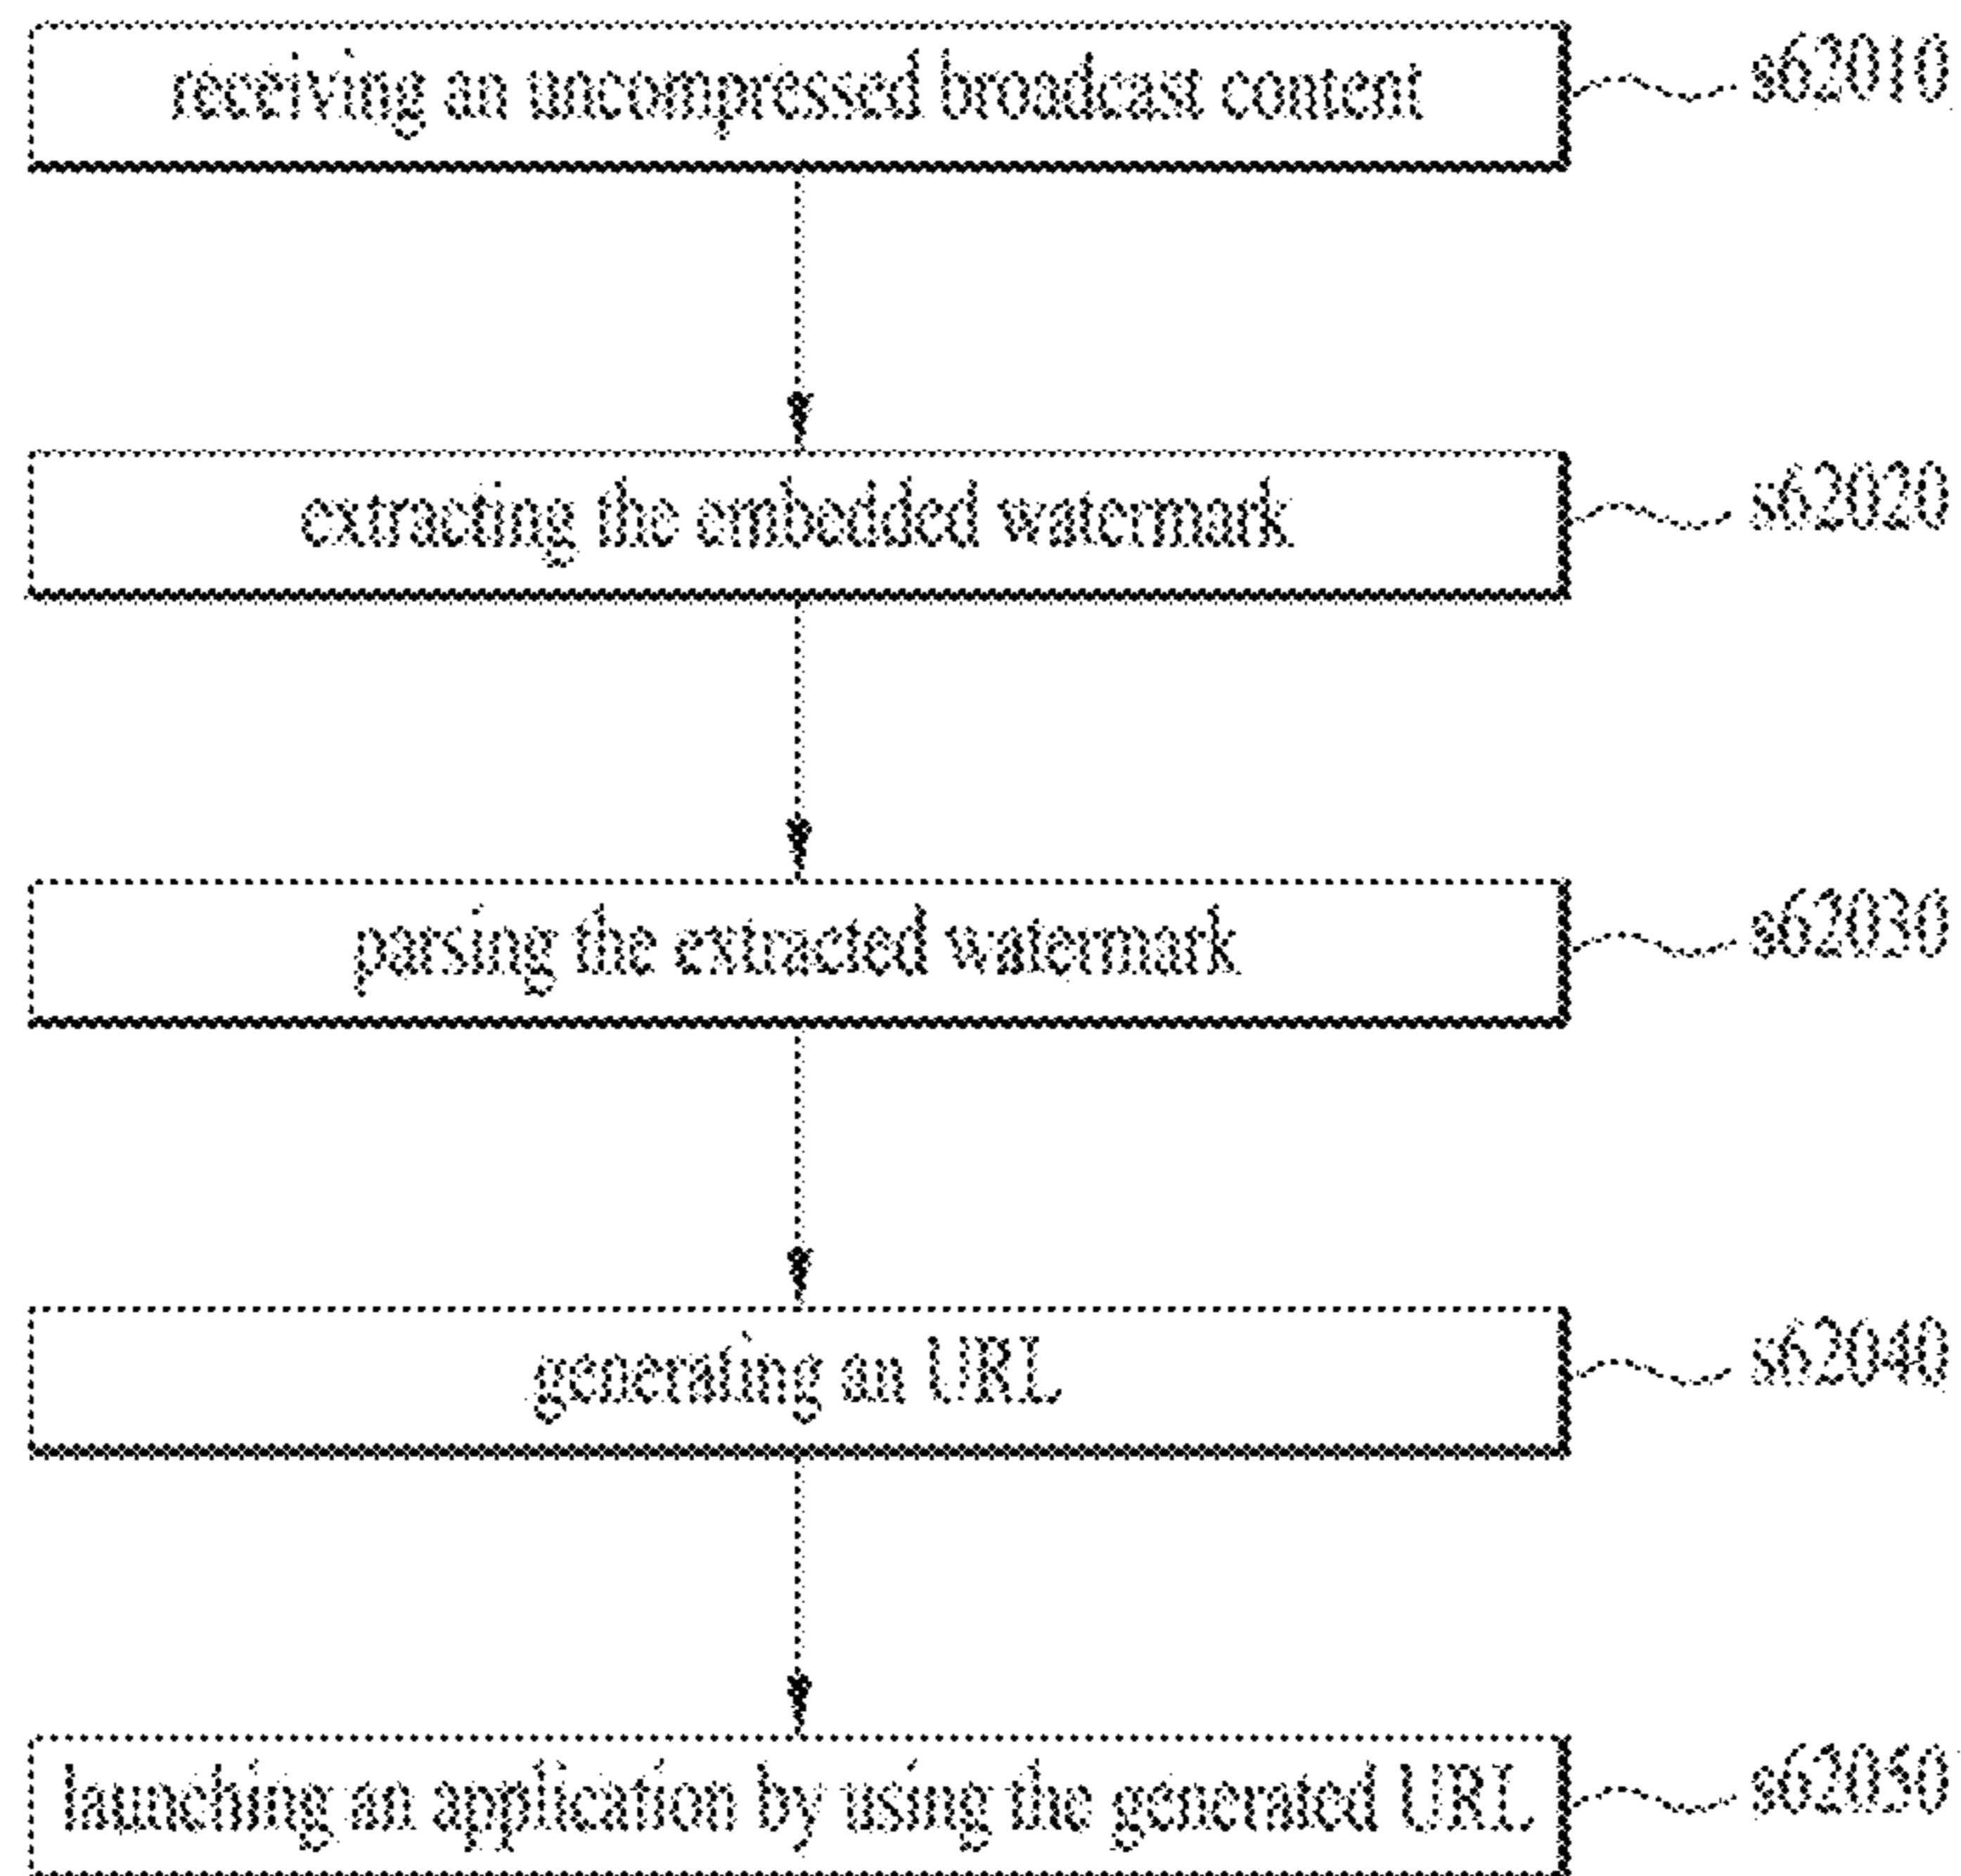 receiving an uncompressed broadcast content s62010
extracting the embedded watermark s62020
parsing the extracted watermark s62030
generating an URL s62040
launching an application by using the generated URL s62050